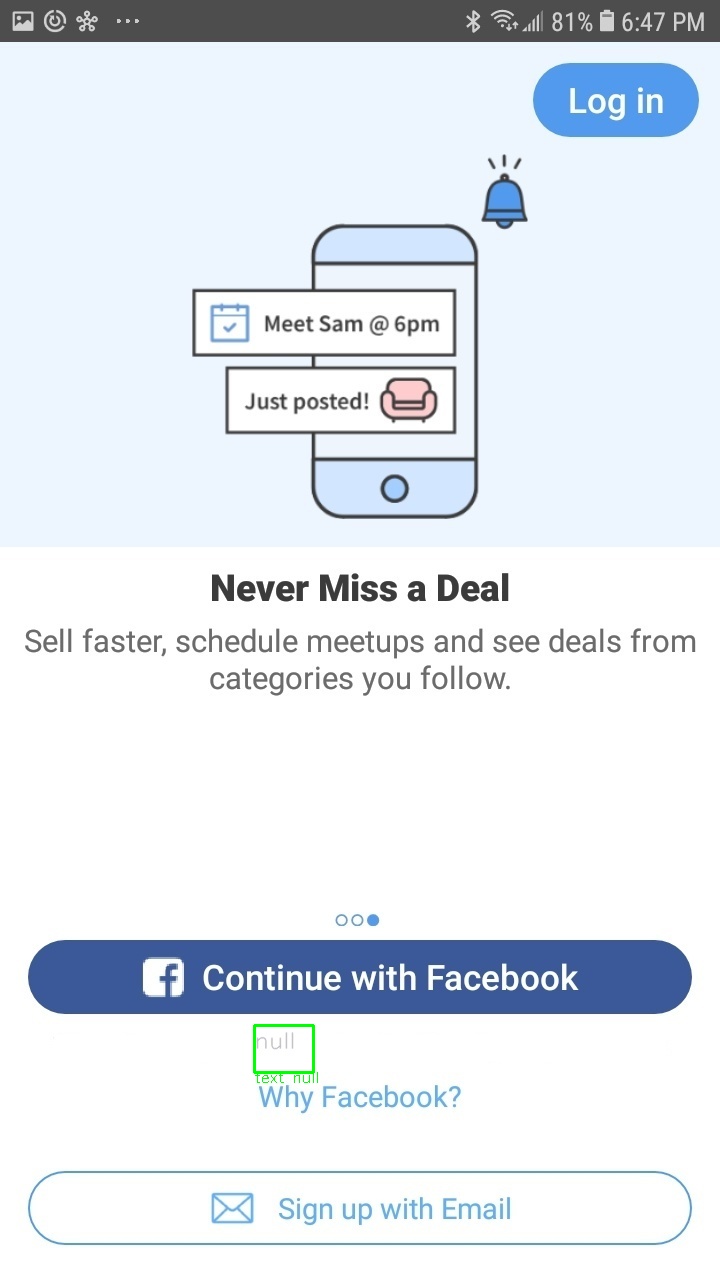 81% 6:47 PM
Log in
Meet Sam @ 6pm
Just posted!
Never Miss a Deal
Sell faster, schedule meetups and see deals from
categories you follow.
Continue with Facebook
null
text null
Why Facebook?
Sign up with Email